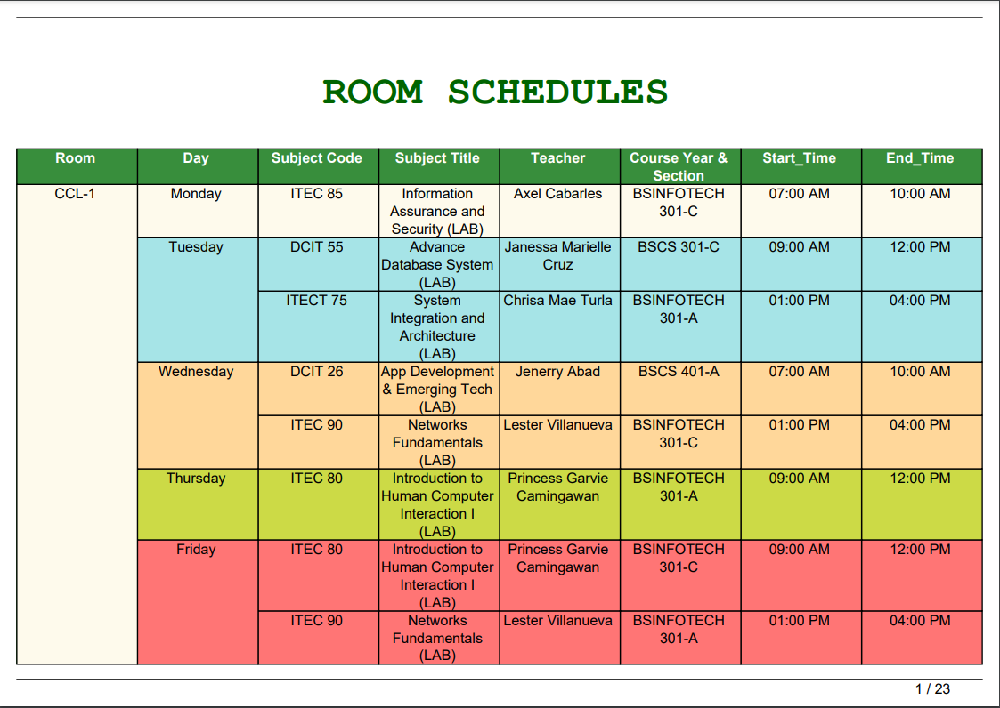 ROOM SCHEDULES
Room Day Subject Code Subject Title Teacher Course Year & Section Start_Time End_Time
CCL-1 Monday ITEC 85 Information Assurance and Security (LAB) Axel Cabarles BSINFOTECH 301-C 07:00 AM 10:00 AM
Tuesday DCIT 55 Advance Database System (LAB) Janessa Marielle Cruz BSCS 301-C 09:00 AM 12:00 PM
ITECT 75 System Integration and Architecture (LAB) Chrisa Mae Turla BSINFOTECH 301-A 01:00 PM 04:00 PM
Wednesday DCIT 26 App Development & Emerging Tech (LAB) Jenerry Abad BSCS 401-A 07:00 AM 10:00 AM
ITEC 90 Networks Fundamentals (LAB) Lester Villanueva BSINFOTECH 301-C 01:00 PM 04:00 PM
Thursday ITEC 80 Introduction to Human Computer Interaction I (LAB) Princess Garvie Camingawan BSINFOTECH 301-A 09:00 AM 12:00 PM
Friday ITEC 80 Introduction to Human Computer Interaction I (LAB) Princess Garvie Camingawan BSINFOTECH 301-C 09:00 AM 12:00 PM
ITEC 90 Networks Fundamentals (LAB) Lester Villanueva BSINFOTECH 301-A 01:00 PM 04:00 PM
1 / 23